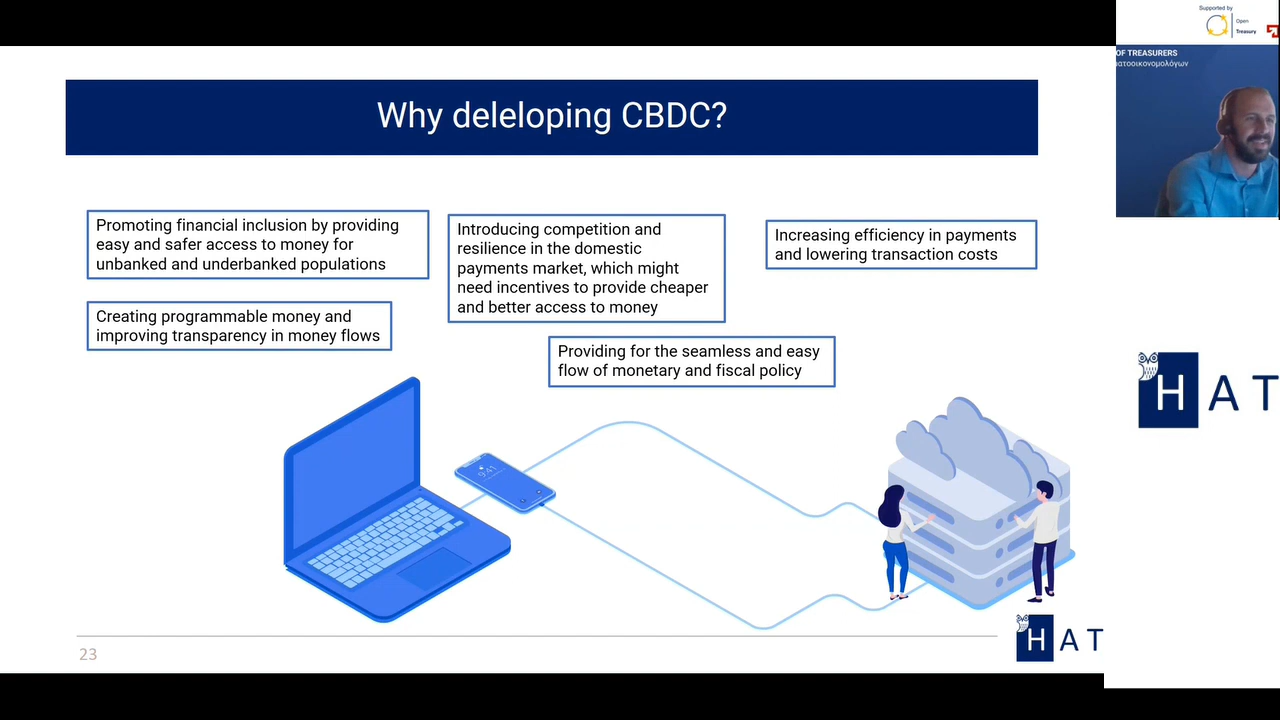 Supported by
Open
Treasury
OF TREASURERS
ματοοικονομολόγων
Why deleloping CBDC?
Promoting financial inclusion by providing
easy and safer access to money for
unbanked and underbanked populations
Introducing competition and
resilience in the domestic
payments market, which might
need incentives to provide cheaper
and better access to money
Increasing efficiency in payments
and lowering transaction costs
Creating programmable money and
improving transparency in money flows
Providing for the seamless and easy
flow of monetary and fiscal policy
9:41
HAT
23
HAT